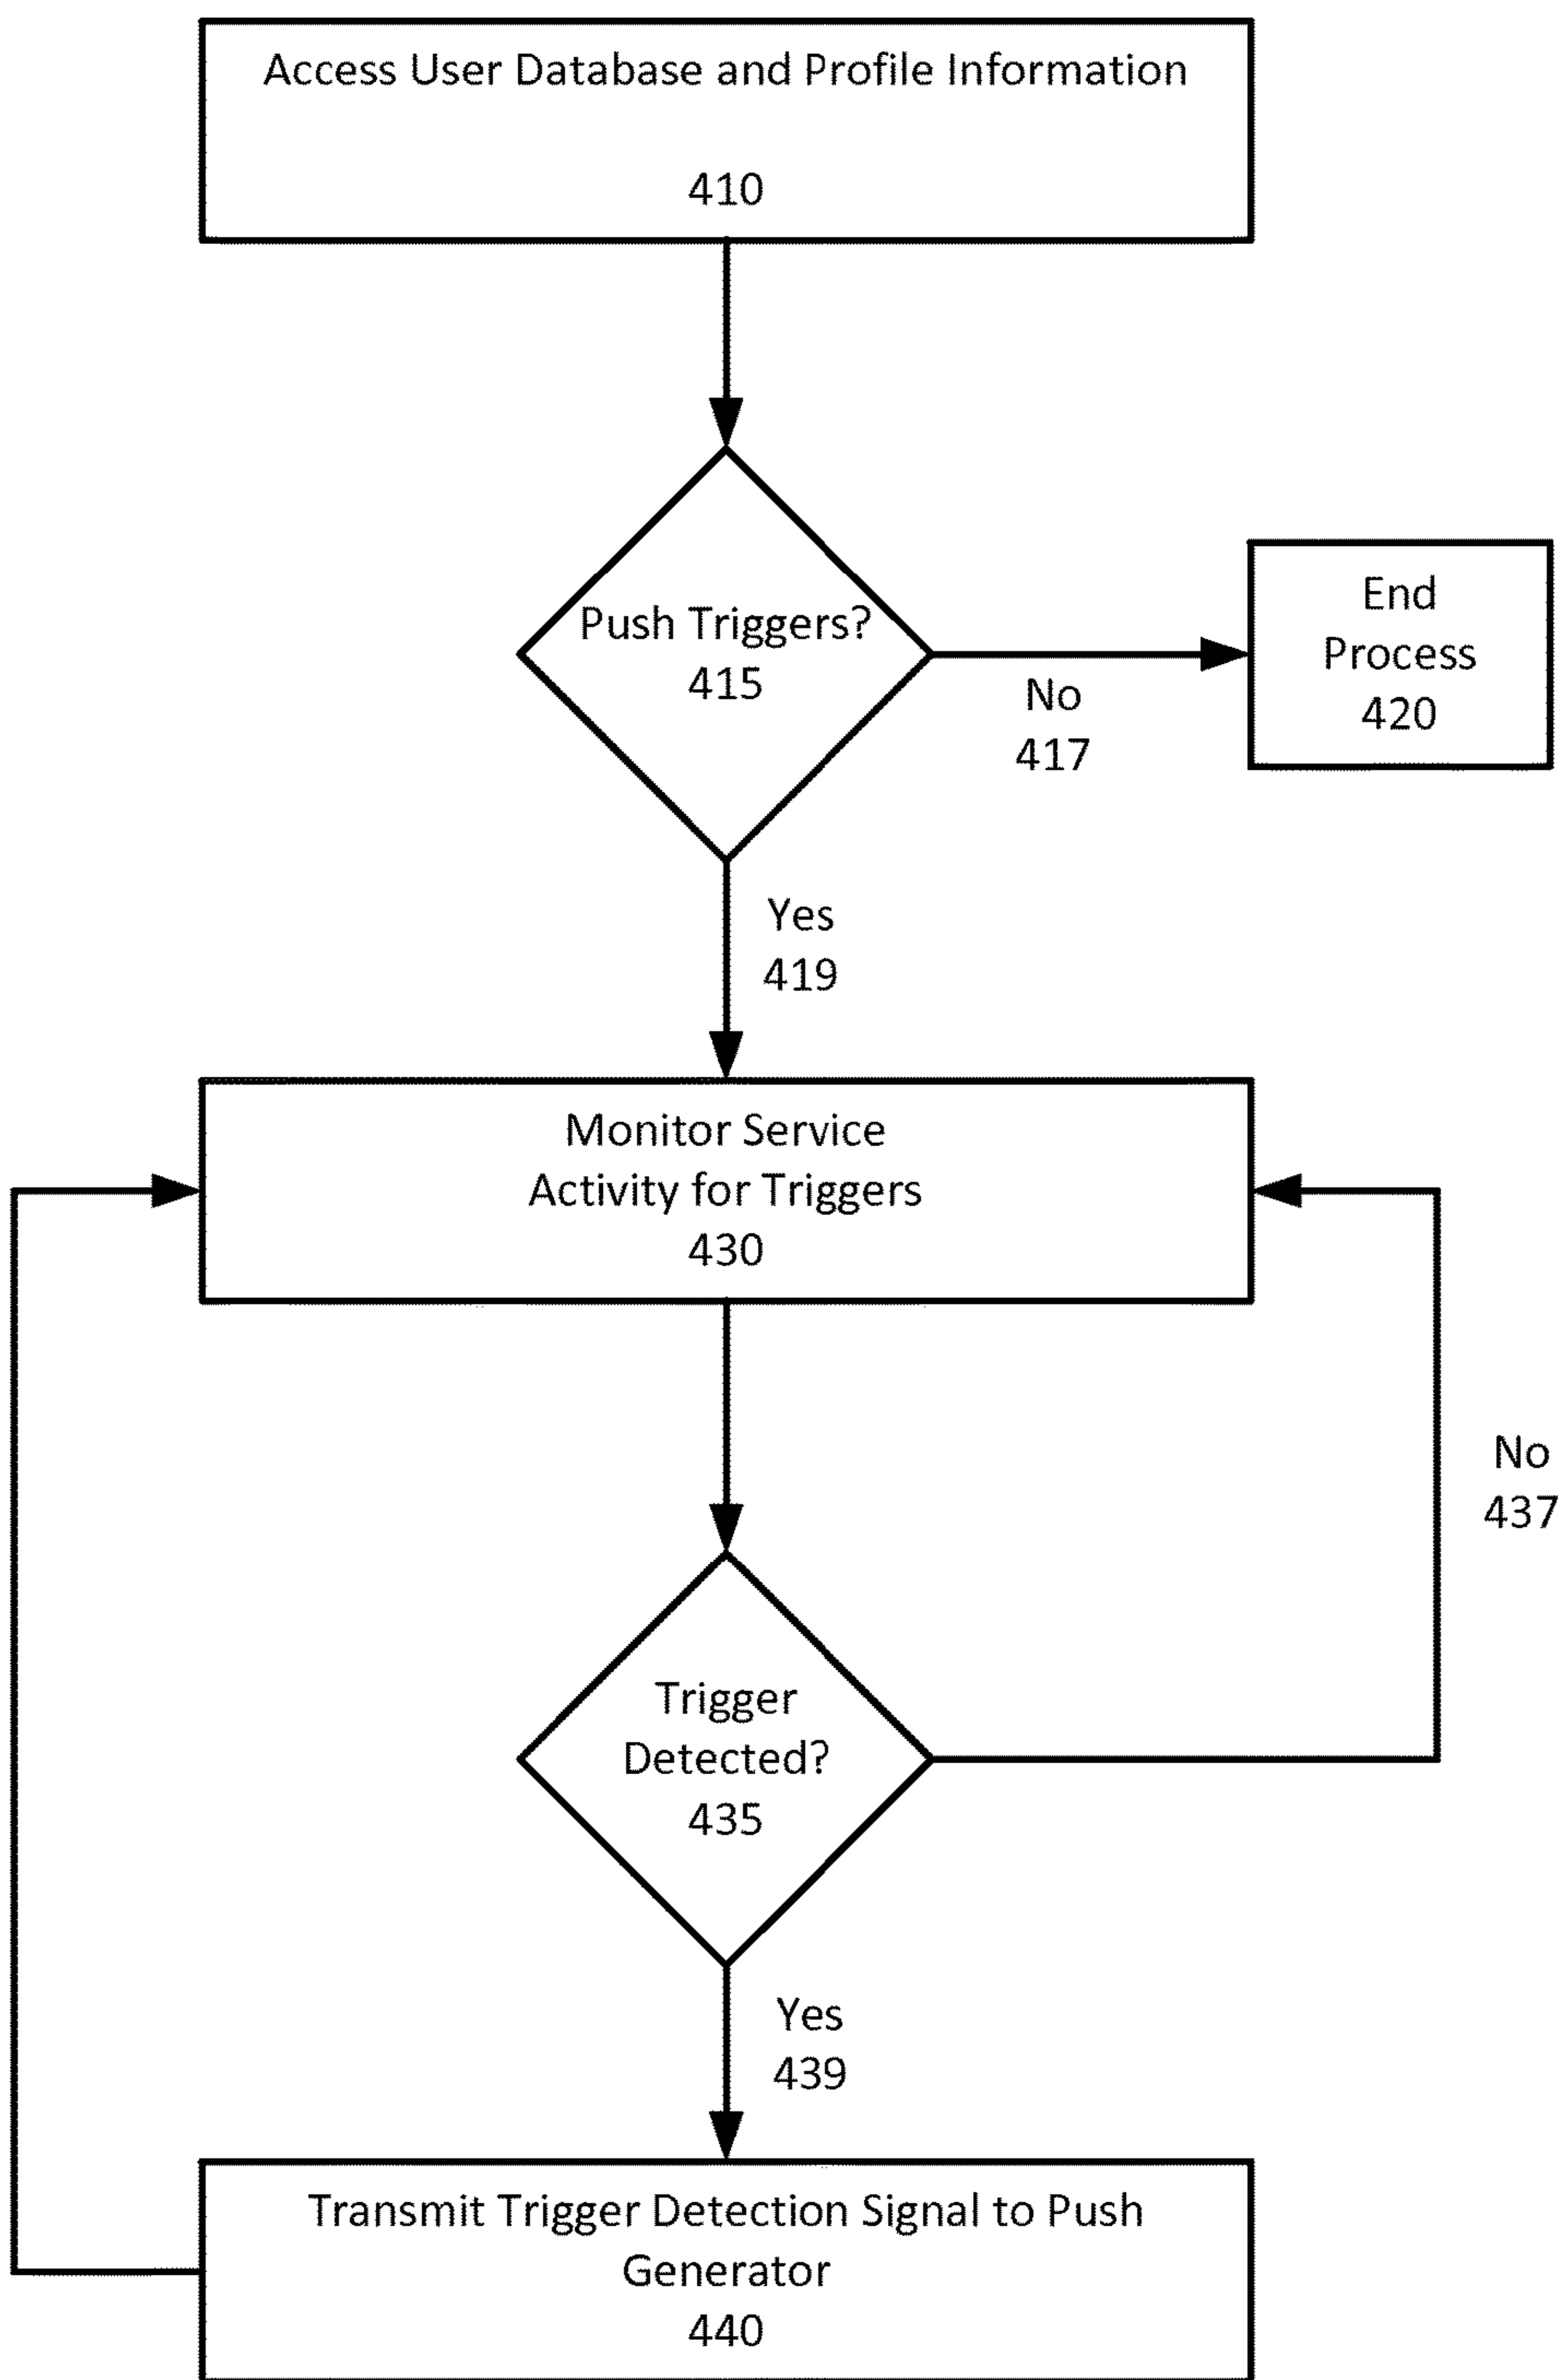 Access User Database and Profile Information
410
Push Triggers?
415
No
417
End
Process
420
Yes
419
Monitor Service
Activity for Triggers
430
No
437
Trigger
Detected?
435
Yes
439
Transmit Trigger Detection Signal to Push
Generator
440